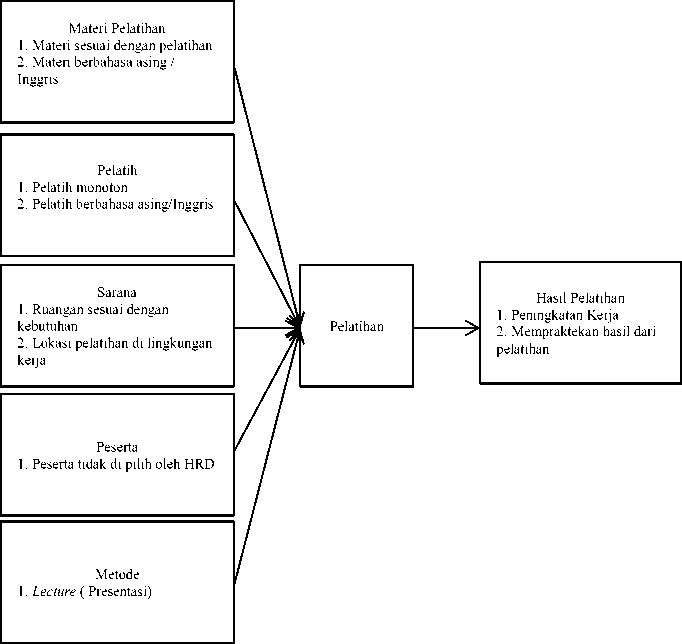 Materi Pelatihan
1. Materi sesuai dengan pelatihan
2. Materi berbahasa asing /
Inggris
Pelatih
1. Pelatih monoton
2. Pelatih berbahasa asing/Inggris
Sarana
1. Ruangan sesuai dengan
kebutuhan
2. Lokasi pelatihan di lingkungan
kerja
Peserta
1. Peserta tidak di pilih oleh HRD
Metode
1. Lecture ( Presentasi)
Pelatihan
Hasil Pelatihan
1. Peningkatan Kerja
2. Mempraktekan hasil dari
pelatihan